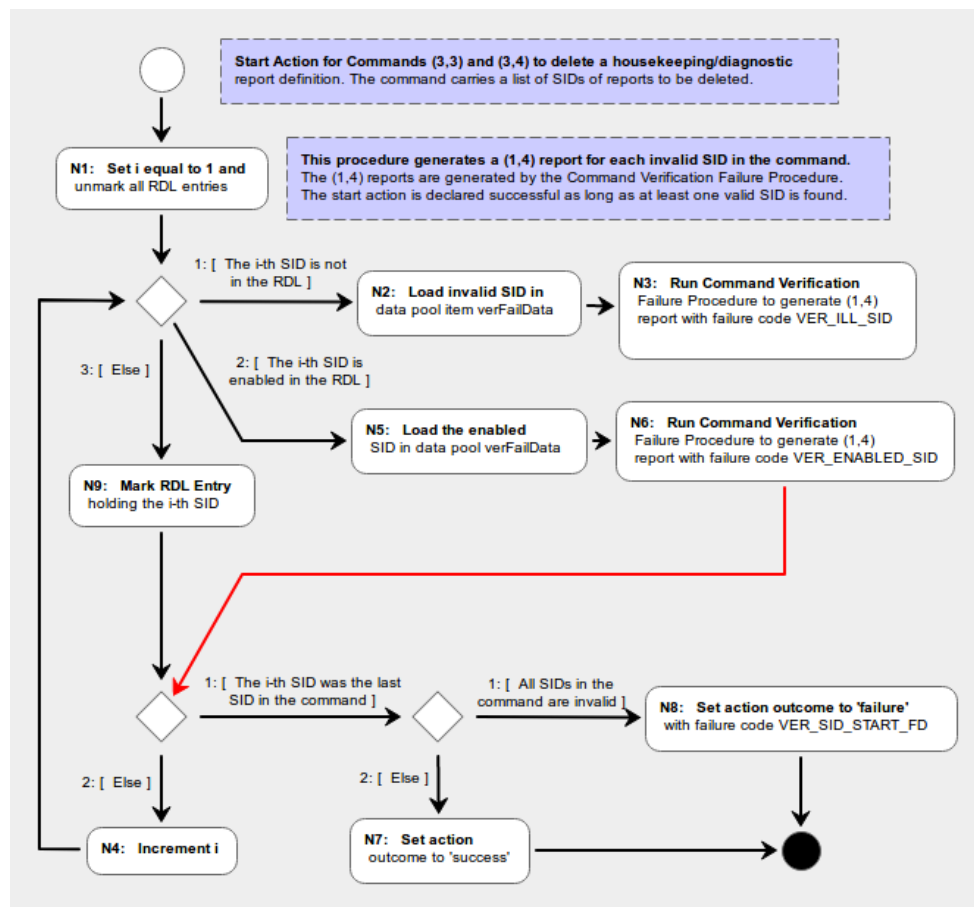 Start Action for Commands (3,3) and (3,4) to delete a housekeeping/diagnostic
report definition. The command carries a list of SIDs of reports to be deleted.
This procedure generates a (1,4) report for each invalid SID in the command.
The (1,4) reports are generated by the Command Verification Failure Procedure.
The start action is declared successful as long as at least one valid SID is found.
N1: Set i equal to 1 and
unmark all RDL entries
1: [ The i-th SID is not
in the RDL ]
N2: Load invalid SID in
data pool item verFailData
N3: Run Command Verification
Failure Procedure to generate (1,4)
report with failure code VER_ILL_SID
2: [ The i-th SID is
enabled in the RDL ]
3: [ Else ]
N5: Load the enabled
SID in data pool verFailData
N6: Run Command Verification
Failure Procedure to generate (1,4)
report with failure code VER_ENABLED_SID
N9: Mark RDL Entry
holding the i-th SID
1: [ The i-th SID was the last
SID in the command ]
1: [ All SIDs in the
command are invalid ]
N8: Set action outcome to 'failure'
with failure code VER_SID_START_FD
2: [ Else ]
2: [ Else ]
N4: Increment i
N7: Set action
outcome to 'success'